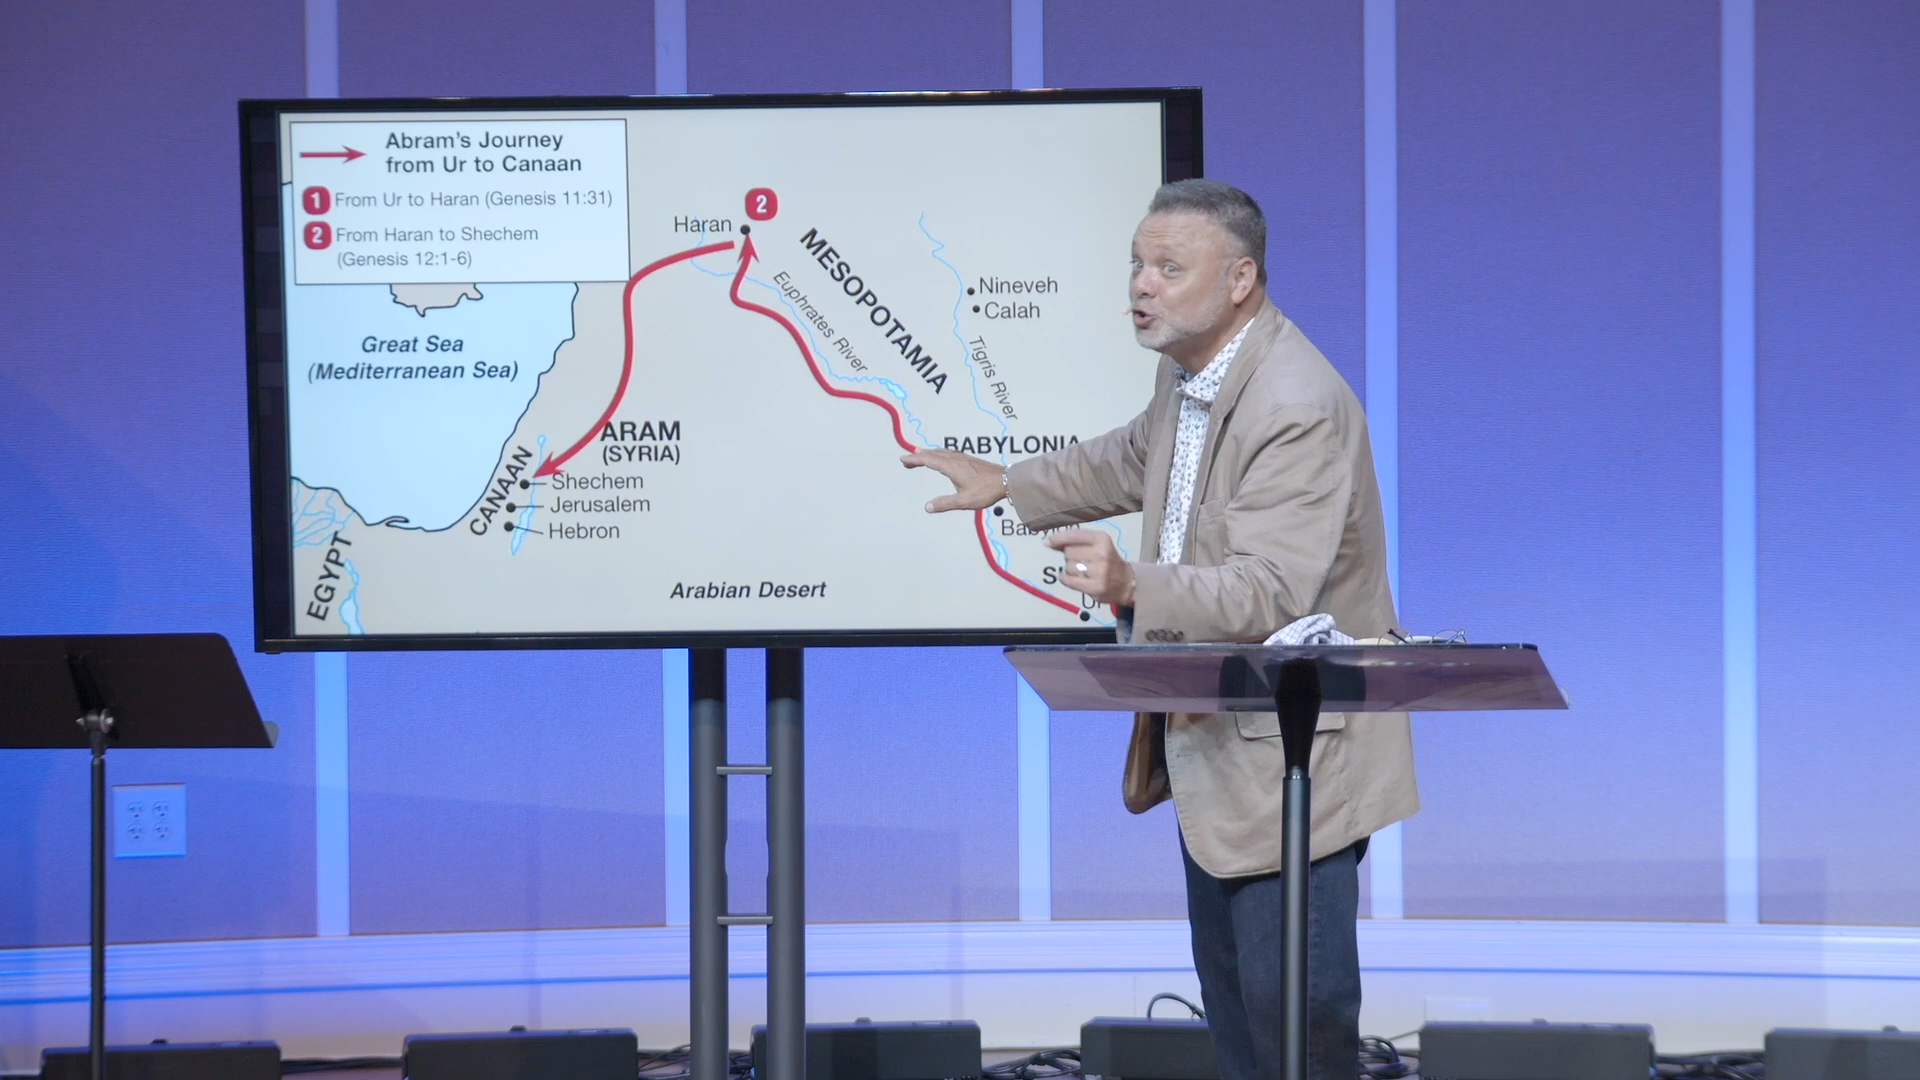 Abram's Journey
from Ur to Canaan
1 From Ur to Haran (Genesis 11:31)
2 From Haran to Shechem
(Genesis 12:1-6)
2
Haran
MESOPOTAMIA
Euphrates River
Nineveh
Calah
Tigris River
Great Sea
(Mediterranean Sea)
ARAM
(SYRIA)
BABYLONIA
CANAAN
Shechem
Jerusalem
Hebron
Babylon
EGYPT
Arabian Desert
Ur